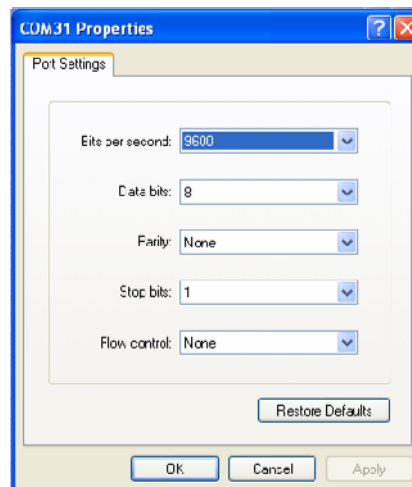 COM31 Properties
Port Settings
Bits per second: 9600
Data bits: 8
Parity: None
Stop bits: 1
Flow control: None
Restore Defaults
OK Cancel Apply